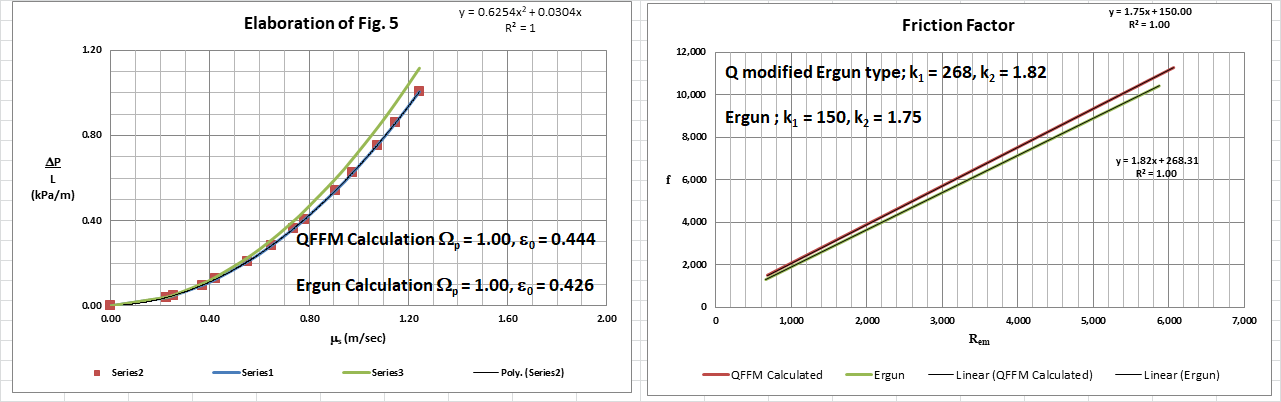 Elaboration of Fig. 5
y = 0.6254x² + 0.0304x
R² = 1
1.20
0.80
0.40
0.00
ΔP
L
(kPa/m)
QFFM Calculation Ωp = 1.00, ε0 = 0.444
Ergun Calculation Ωp = 1.00, ε0 = 0.426
0.00 0.40 0.80 1.20 1.60 2.00
μs (m/sec)
Series2 Series1 Series3 Poly. (Series2)
Friction Factor
y = 1.75x + 150.00
R² = 1.00
12,000
10,000
8,000
6,000
4,000
2,000
0
f
Q modified Ergun type; k1 = 268, k2 = 1.82
Ergun ; k1 = 150, k2 = 1.75
y = 1.82x + 268.31
R² = 1.00
0 1,000 2,000 3,000 4,000 5,000 6,000 7,000
Rem
QFFM Calculated Ergun Linear (QFFM Calculated) Linear (Ergun)